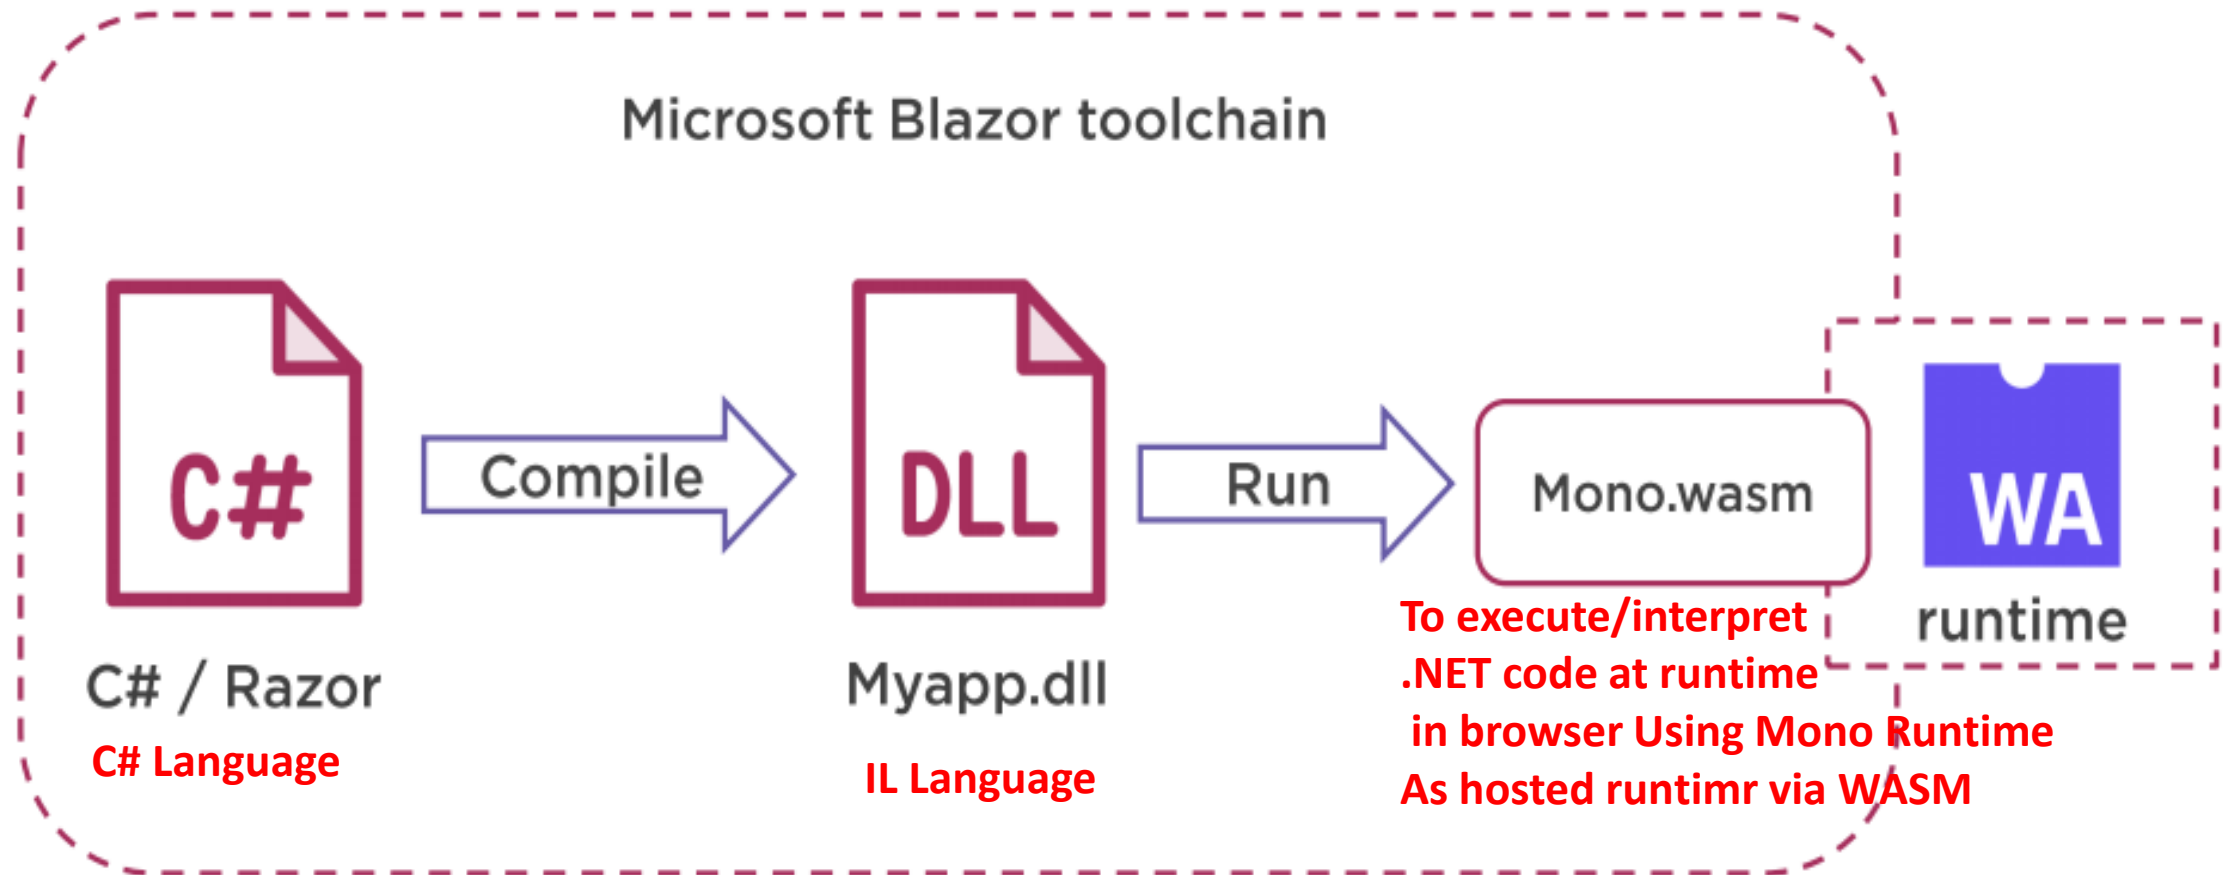 Microsoft Blazor toolchain
C#
Compile
DLL
Run
Mono.wasm
WA
runtime
C# / Razor
C# Language
Myapp.dll
IL Language
To execute/interpret
.NET code at runtime
in browser Using Mono Runtime
As hosted runtimr via WASM